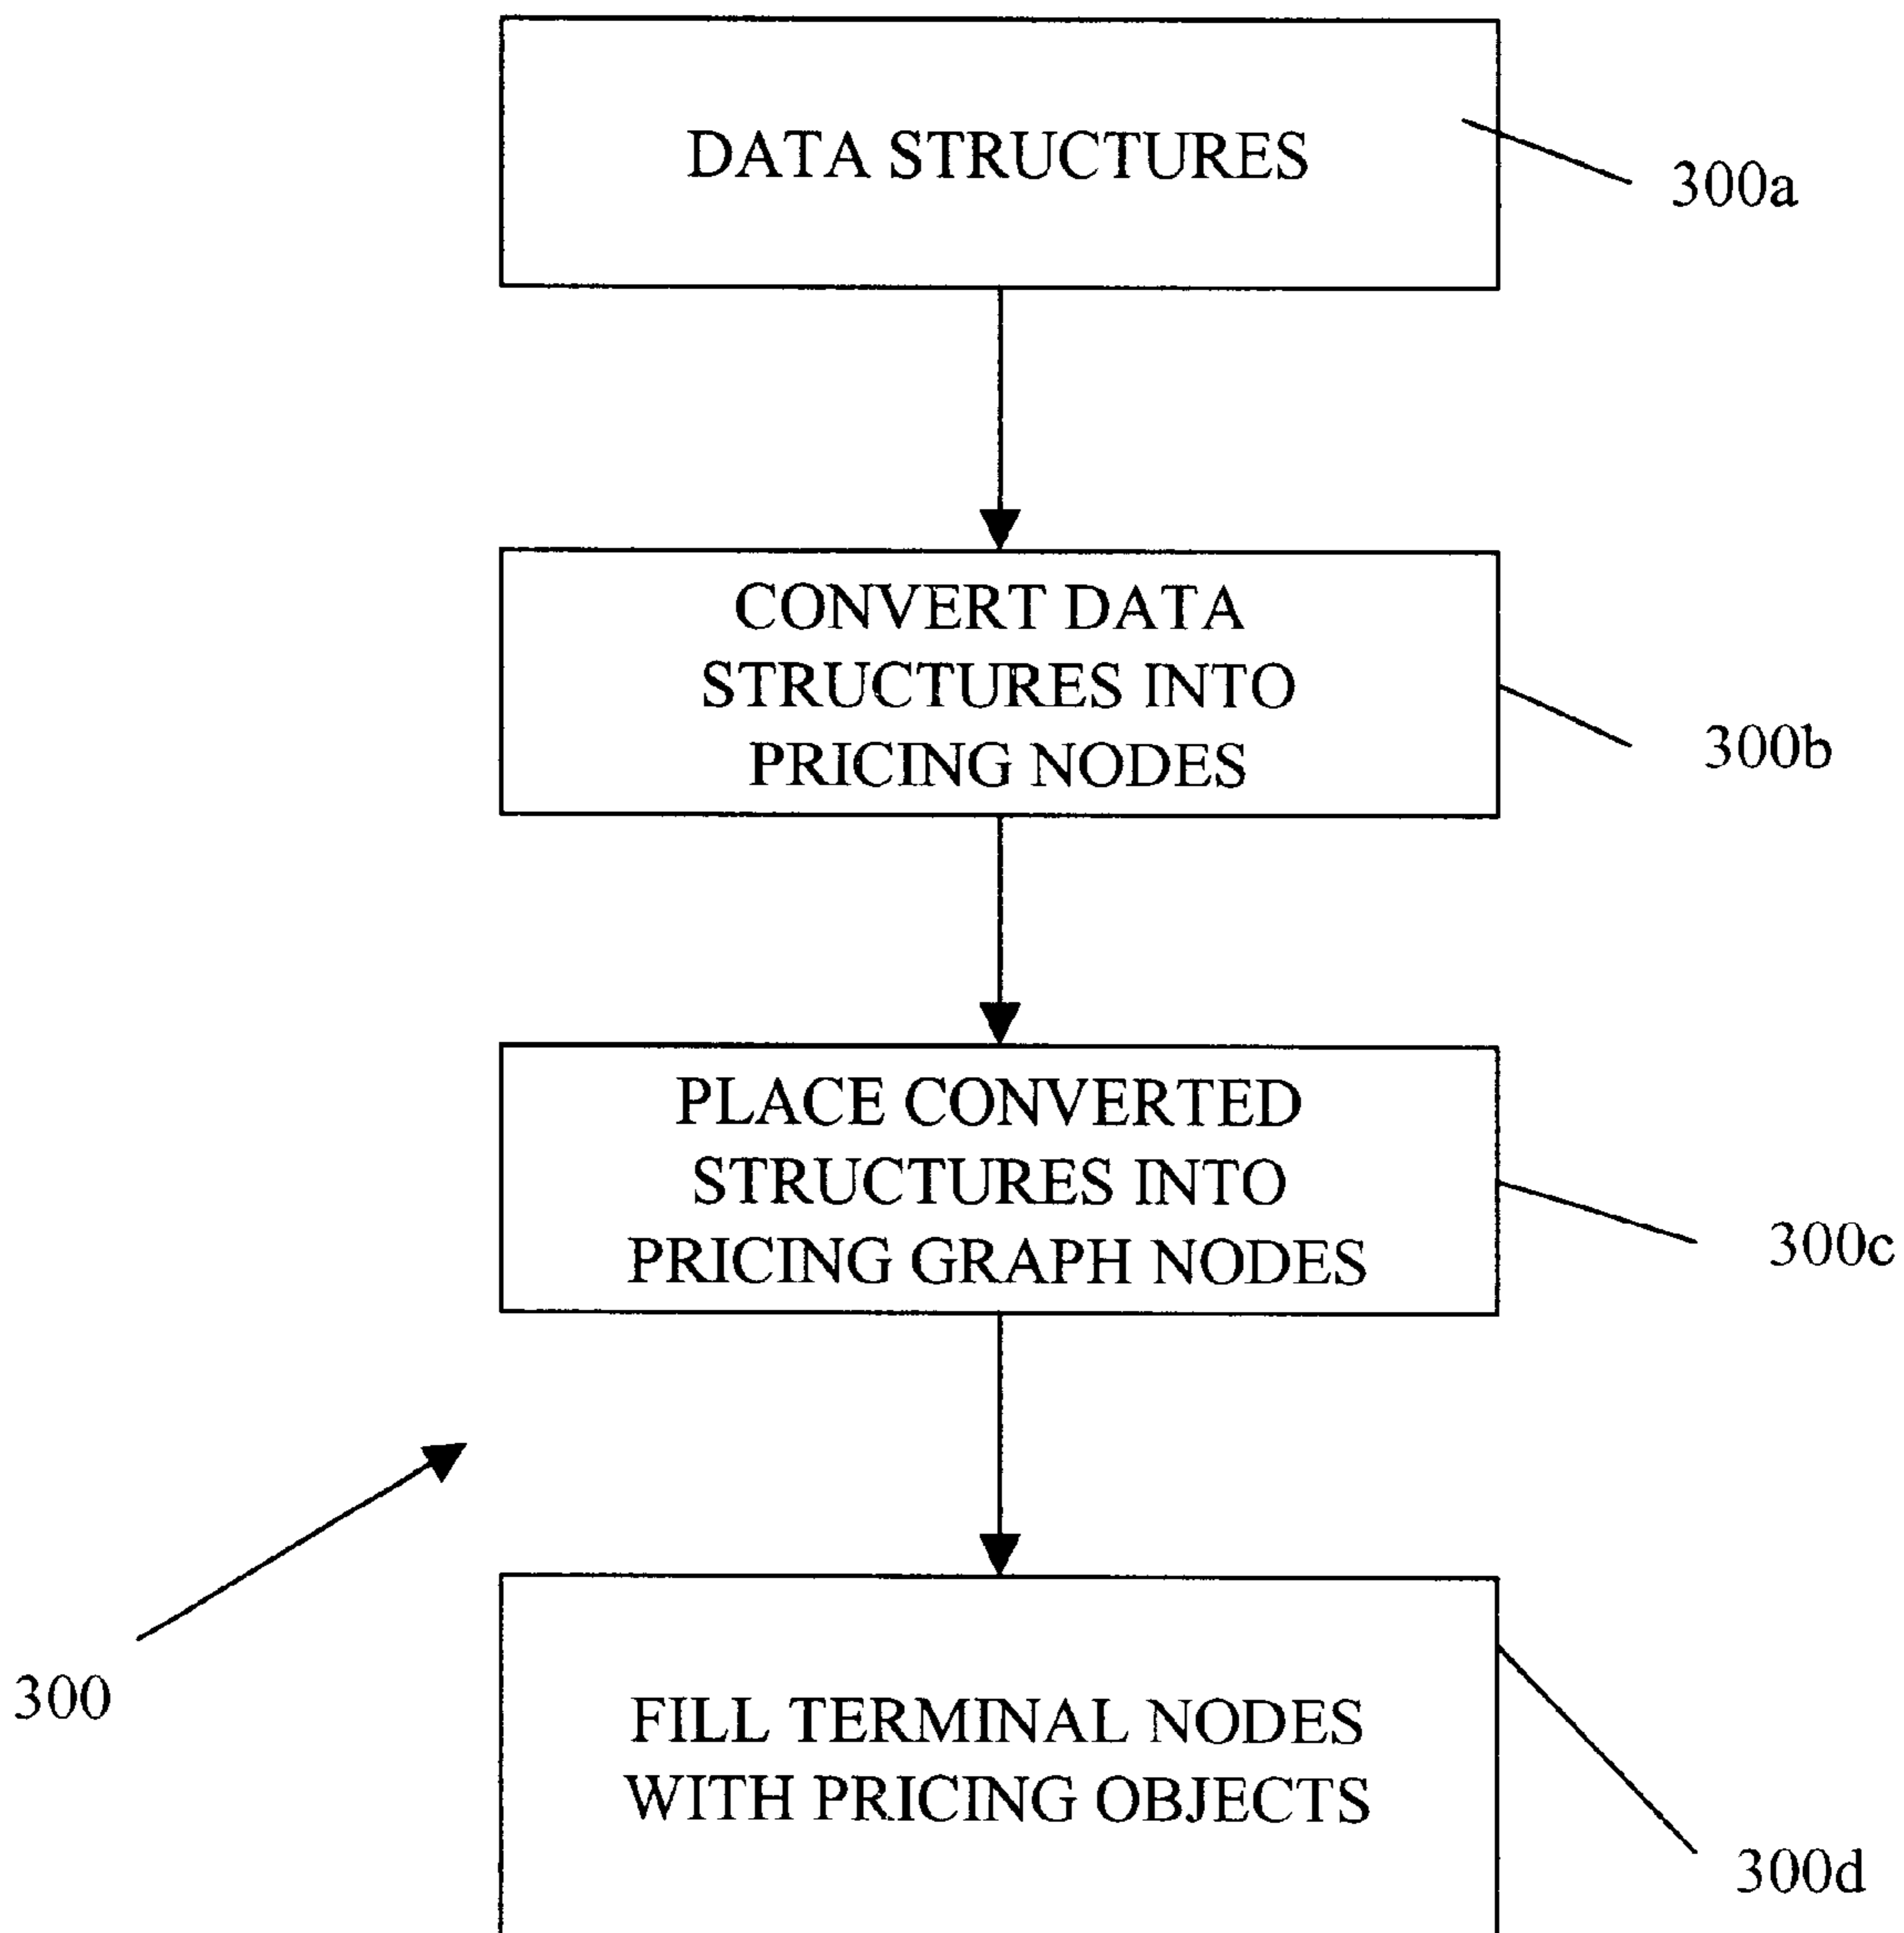 DATA STRUCTURES
300a
CONVERT DATA
STRUCTURES INTO
PRICING NODES
300b
PLACE CONVERTED
STRUCTURES INTO
PRICING GRAPH NODES
300c
300
FILL TERMINAL NODES
WITH PRICING OBJECTS
300d